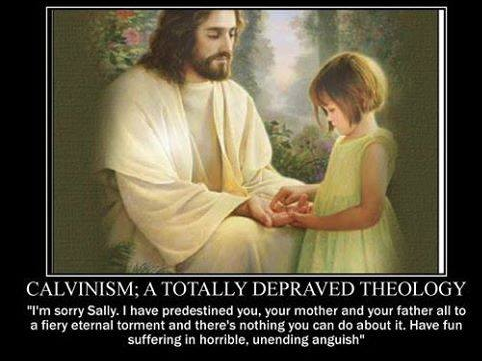 CALVINISM; A TOTALLY DEPRAVED THEOLOGY
"I'm sorry Sally. I have predestined you, your mother and your father all to
a fiery eternal torment and there's nothing you can do about it. Have fun
suffering in horrible, unending anguish"